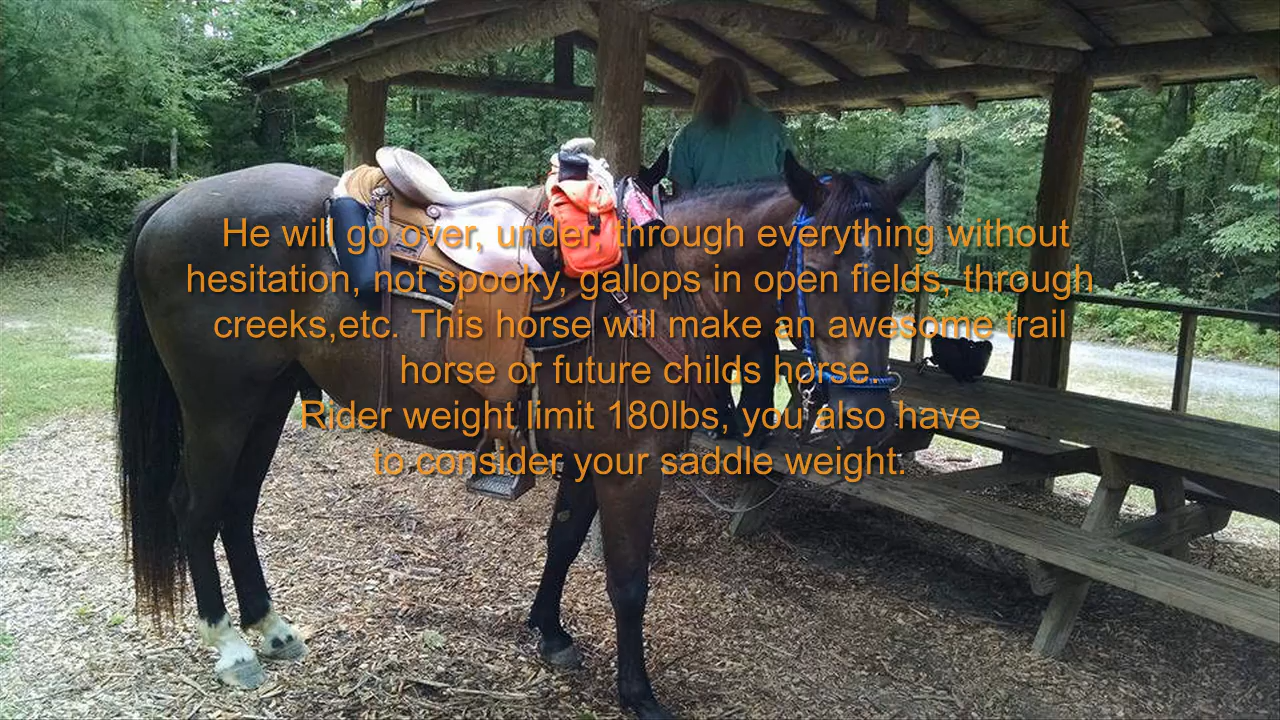 He will go over, under, through everything without
hesitation, not spooky, gallops in open fields, through
creeks,etc. This horse will make an awesome trail
horse or future childs horse.
Rider weight limit 180lbs, you also have
to consider your saddle weight.